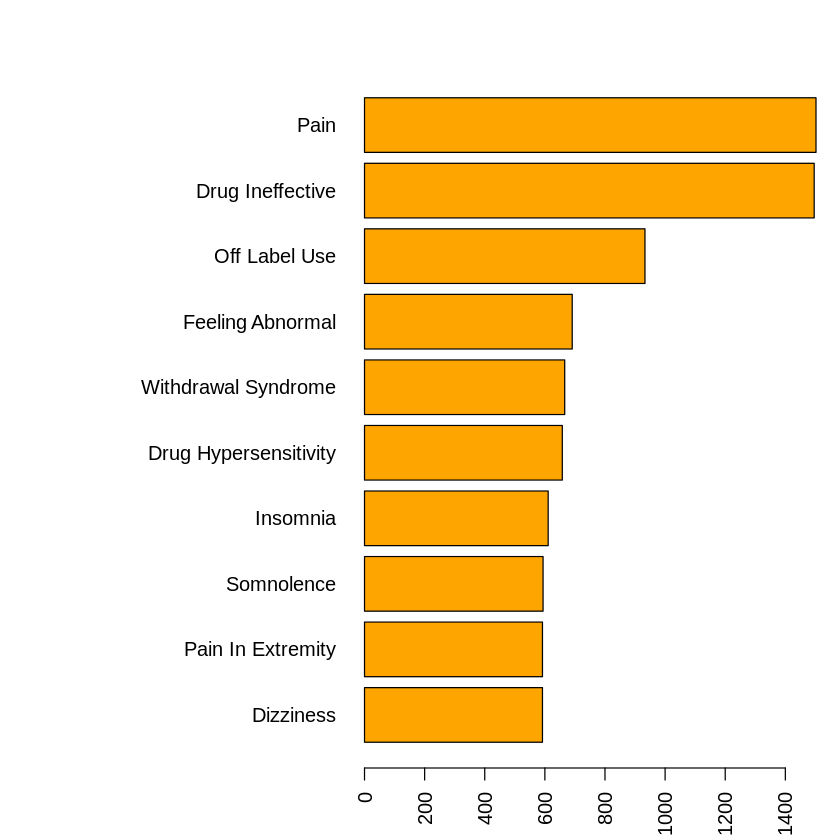 Pain
Drug Ineffective
Off Label Use
Feeling Abnormal
Withdrawal Syndrome
Drug Hypersensitivity
Insomnia
Somnolence
Pain In Extremity
Dizziness
0
200
400
600
800
1000
1200
1400